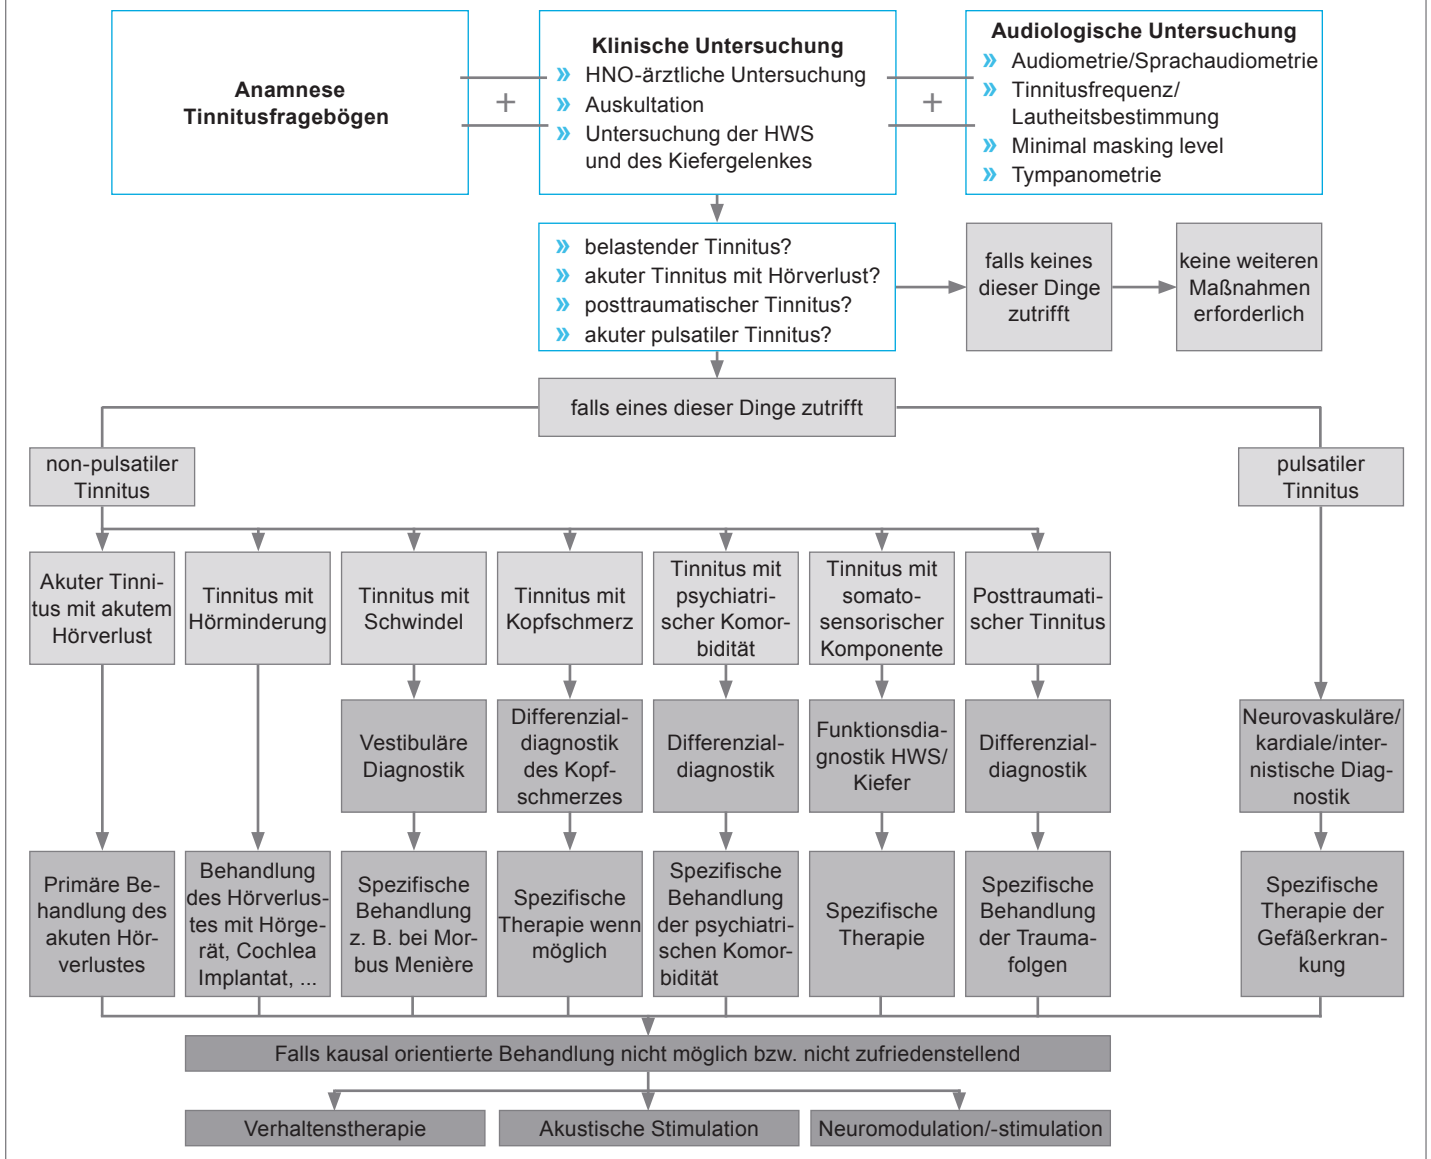 Anamnese
Tinnitusfragebögen
+
Klinische Untersuchung
» HNO-ärztliche Untersuchung
» Auskultation
» Untersuchung der HWS
und des Kiefergelenkes
+
Audiologische Untersuchung
» Audiometrie/Sprachaudiometrie
» Tinnitusfrequenz/
Lautheitsbestimmung
» Minimal masking level
» Tympanometrie
» belastender Tinnitus?
» akuter Tinnitus mit Hörverlust?
» posttraumatischer Tinnitus?
» akuter pulsatiler Tinnitus?
falls keines
dieser Dinge
zutrifft
keine weiteren
Maßnahmen
erforderlich
falls eines dieser Dinge zutrifft
non-pulsatiler
Tinnitus
pulsatiler
Tinnitus
Akuter Tinni-
tus mit akutem
Hörverlust
Tinnitus mit
Hörminderung
Tinnitus mit
Schwindel
Tinnitus mit
Kopfschmerz
Tinnitus mit
psychiatri-
scher Komor-
bidität
Tinnitus mit
somato-
sensorischer
Komponente
Posttraumati-
scher Tinnitus
Vestibuläre
Diagnostik
Differenzial-
diagnostik
des Kopf-
schmerzes
Differenzial-
diagnostik
Funktionsdia-
gnostik HWS/
Kiefer
Differenzial-
diagnostik
Neurovaskuläre/
kardiale/inter-
nistische Diag-
nostik
Primäre Be-
handlung des
akuten Hör-
verlustes
Behandlung
des Hörverlus-
tes mit Hörge-
rät, Cochlea
Implantat, ...
Spezifische
Behandlung
z. B. bei Mor-
bus Menière
Spezifische
Therapie wenn
möglich
Spezifische
Behandlung
der psychiatri-
schen Komor-
bidität
Spezifische
Therapie
Spezifische
Behandlung
der Trauma-
folgen
Spezifische
Therapie der
Gefäßerkran-
kung
Falls kausal orientierte Behandlung nicht möglich bzw. nicht zufriedenstellend
Verhaltenstherapie
Akustische Stimulation
Neuromodulation/-stimulation